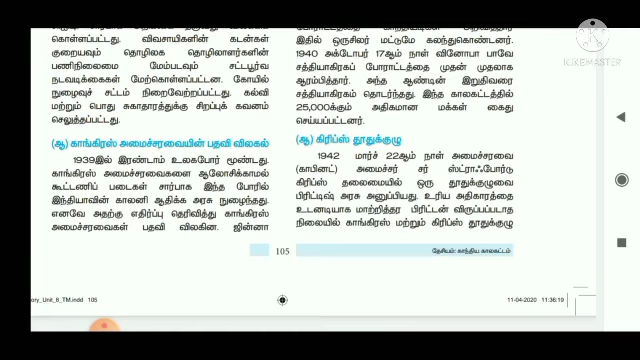 கொள்ளப்பட்டது. விவசாயிகளின் கடன்கள்
குறையவும் தொழிலக தொழிலாளர்களின்
பணிநிலைமை மேம்படவும் சட்டபூர்வ
நடவடிக்கைகள் மேற்கொள்ளப்பட்டன. கோயில்
நுழைவுச் சட்டம் நிறைவேற்றப்பட்டது. கல்வி
மற்றும் பொது சுகாதாரத்துக்கு சிறப்புக் கவனம்
செலுத்தப்பட்டது.
(ஆ) காங்கிரஸ் அமைச்சரவையின் பதவி விலகல்
1939இல் இரண்டாம் உலகபோர் மூண்டது.
காங்கிரஸ் அமைச்சரவைகளை ஆலோசிக்காமல்
கூட்டணிப் படைகள் சார்பாக இந்த போரில்
இந்தியாவின் காலனி ஆதிக்க அரசு நுழைந்தது.
எனவே அதற்கு எதிர்ப்பு தெரிவித்து காங்கிரஸ்
அமைச்சரவைகள் பதவி விலகின. ஜின்னா
இதில் ஒருசிலர் மட்டுமே கலந்துகொண்டனர்.
1940 அக்டோபர் 17ஆம் நாள் வினோபா பாவே
சத்தியாகிரகப் போராட்டத்தை முதன் முதலாக
ஆரம்பித்தார். அந்த ஆண்டின் இறுதிவரை
சத்தியாகிரகம் தொடர்ந்தது. இந்த காலகட்டத்தில்
25,000க்கும் அதிகமான மக்கள் கைது
செய்யப்பட்டனர்.
(ஆ) கிரிப்ஸ் தூதுக்குழு
1942 மார்ச் 22ஆம் நாள் அமைச்சரவை
(காபினட்) அமைச்சர் சர் ஸ்ட்ராஃபோர்டு
கிரிப்ஸ் தலைமையில் ஒரு தூதுக்குழுவை
பிரிட்டிஷ் அரசு அனுப்பியது. உரிய அதிகாரத்தை
உடனடியாக மாற்றித்தர பிரிட்டன் விருப்பப்படாத
நிலையில் காங்கிரஸ் மற்றும் கிரிப்ஸ் தூதுக்குழு
105
தேசியம்: காந்திய காலகட்டம்
ory_Unit_8_TM.indd 105
11-04-2020 11:36:19
KINEMASTER